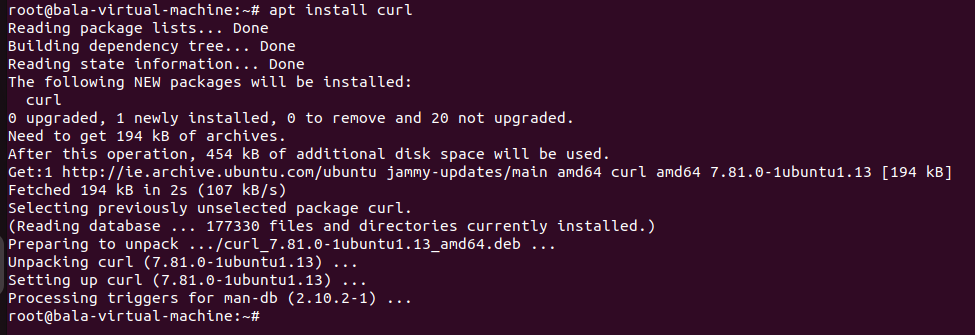 root@bala-virtual-machine:~# apt install curl
Reading package lists... Done
Building dependency tree... Done
Reading state information... Done
The following NEW packages will be installed:
  curl
0 upgraded, 1 newly installed, 0 to remove and 20 not upgraded.
Need to get 194 kB of archives.
After this operation, 454 kB of additional disk space will be used.
Get:1 http://ie.archive.ubuntu.com/ubuntu jammy-updates/main amd64 curl amd64 7.81.0-1ubuntu1.13 [194 kB]
Fetched 194 kB in 2s (107 kB/s)
Selecting previously unselected package curl.
(Reading database ... 177330 files and directories currently installed.)
Preparing to unpack .../curl_7.81.0-1ubuntu1.13_amd64.deb ...
Unpacking curl (7.81.0-1ubuntu1.13) ...
Setting up curl (7.81.0-1ubuntu1.13) ...
Processing triggers for man-db (2.10.2-1) ...
root@bala-virtual-machine:~#